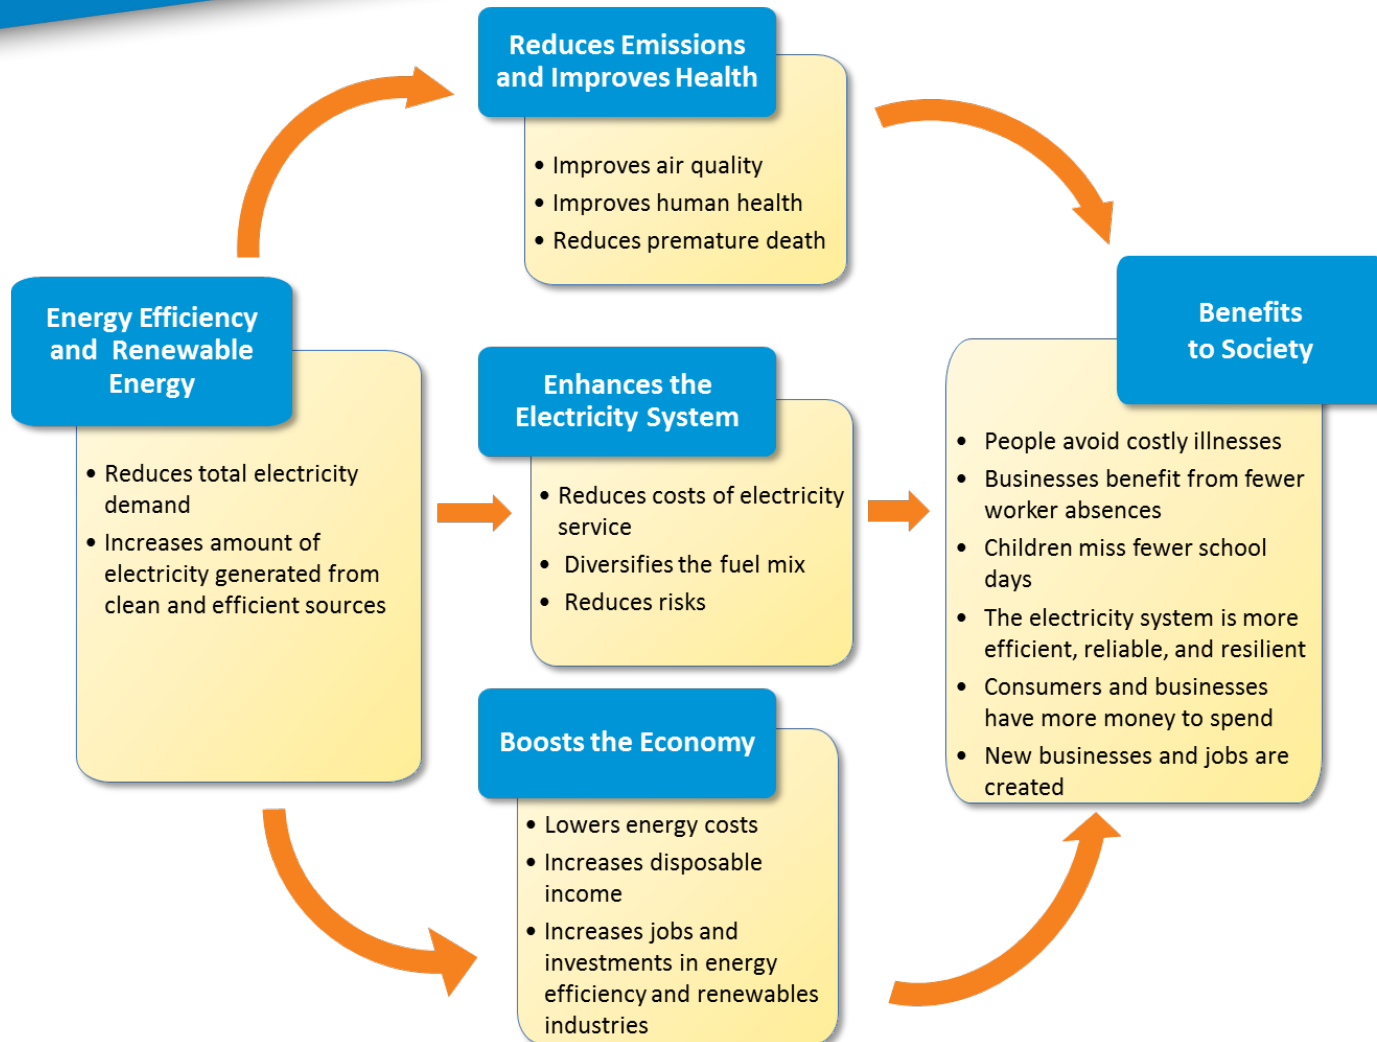 Reduces Emissions
and Improves Health
• Improves air quality
• Improves human health
• Reduces premature death
Energy Efficiency
and Renewable
Energy
• Reduces total electricity
demand
• Increases amount of
electricity generated from
clean and efficient sources
Enhances the
Electricity System
• Reduces costs of electricity
service
• Diversifies the fuel mix
• Reduces risks
Boosts the Economy
• Lowers energy costs
• Increases disposable
income
• Increases jobs and
investments in energy
efficiency and renewables
industries
Benefits
to Society
• People avoid costly illnesses
• Businesses benefit from fewer
worker absences
• Children miss fewer school
days
• The electricity system is more
efficient, reliable, and resilient
• Consumers and businesses
have more money to spend
• New businesses and jobs are
created